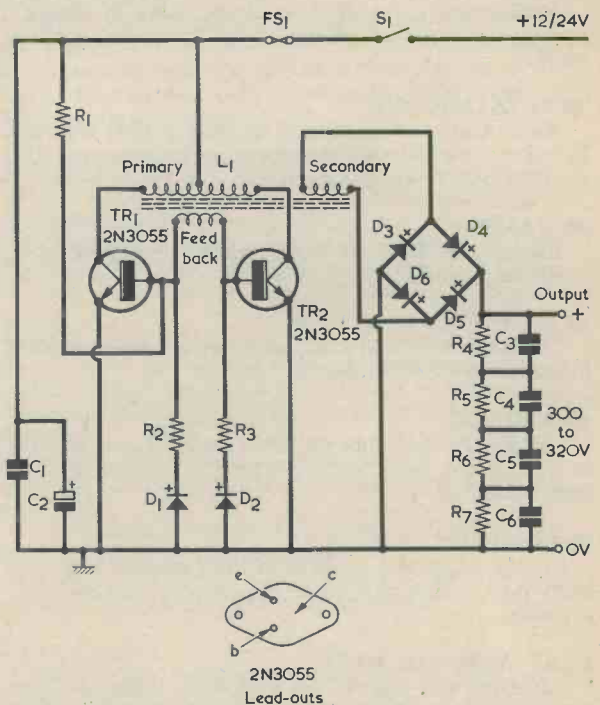 FS1
S1
+12/24V
R1
Primary
L1
Secondary
TR1
2N3055
Feed
back
TR2
2N3055
D3
D4
D6
D5
Output
+
R4
C3
R5
C4
300
to
320V
R6
C5
R7
C6
R2
R3
C1
C2
+
+
D1
+
D2
OV
e
c
b
2N3055
Lead-outs